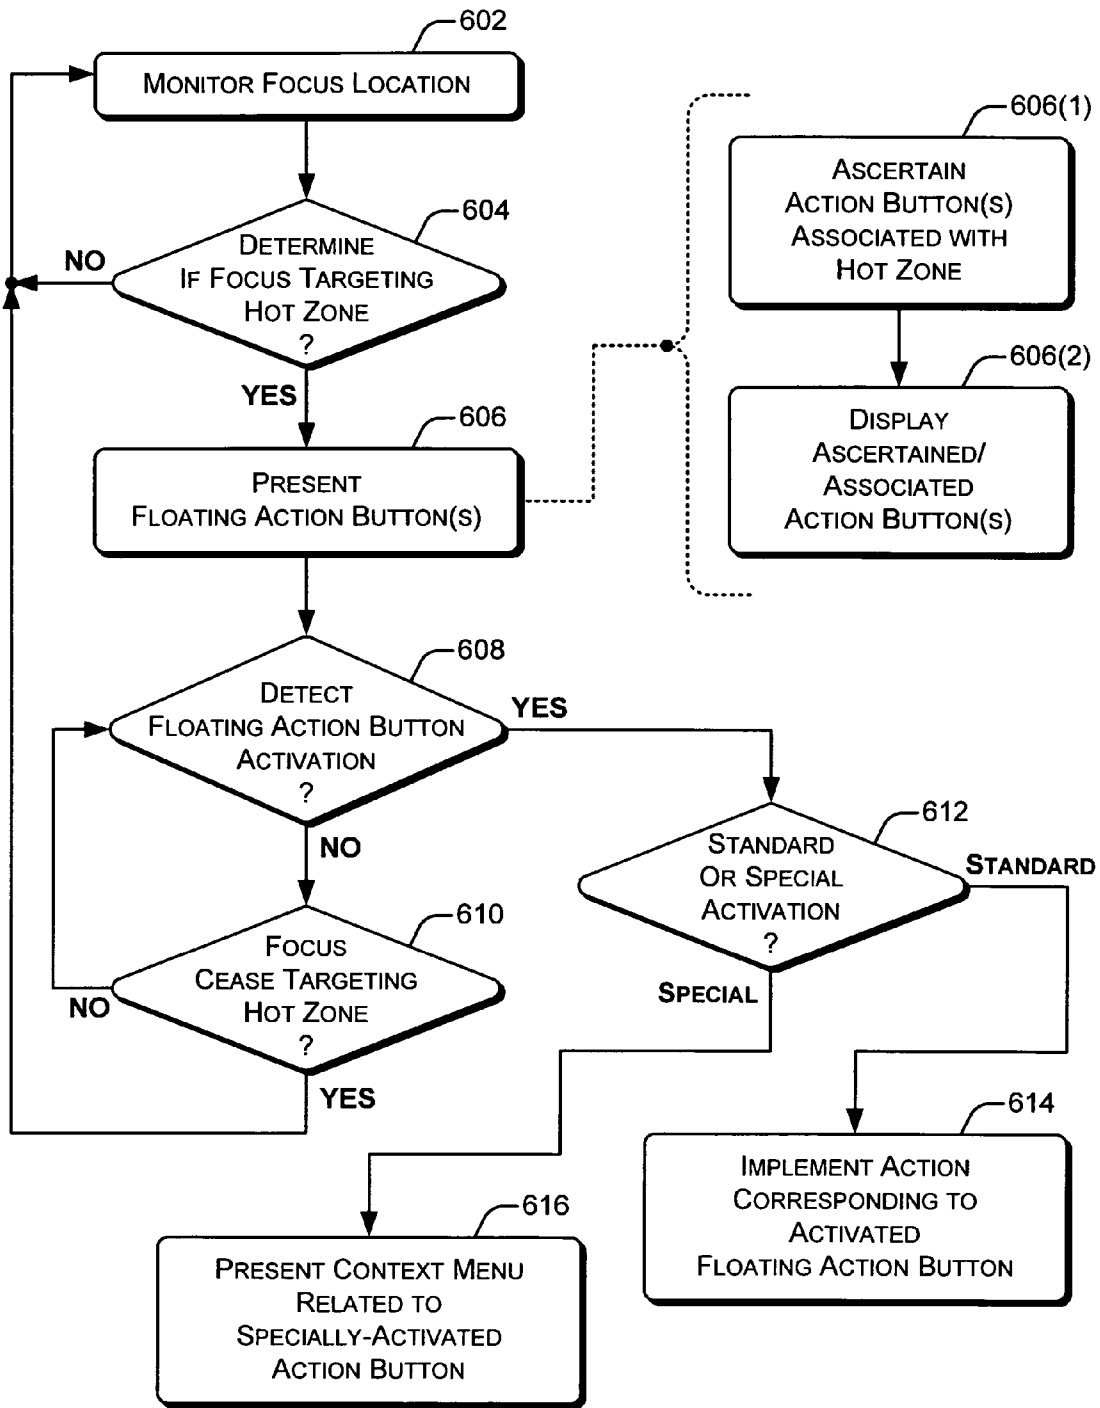 602
MONITOR FOCUS LOCATION
604
DETERMINE
IF FOCUS TARGETING
HOT ZONE
?
NO
YES
606
PRESENT
FLOATING ACTION BUTTON(S)
606(1)
ASCERTAIN
ACTION BUTTON(S)
ASSOCIATED WITH
HOT ZONE
606(2)
DISPLAY
ASCERTAINED/
ASSOCIATED
ACTION BUTTON(S)
608
DETECT
FLOATING ACTION BUTTON
ACTIVATION
?
YES
NO
610
FOCUS
CEASE TARGETING
HOT ZONE
?
NO
YES
612
STANDARD
OR SPECIAL
ACTIVATION
?
STANDARD
SPECIAL
614
IMPLEMENT ACTION
CORRESPONDING TO
ACTIVATED
FLOATING ACTION BUTTON
616
PRESENT CONTEXT MENU
RELATED TO
SPECIALLY-ACTIVATED
ACTION BUTTON